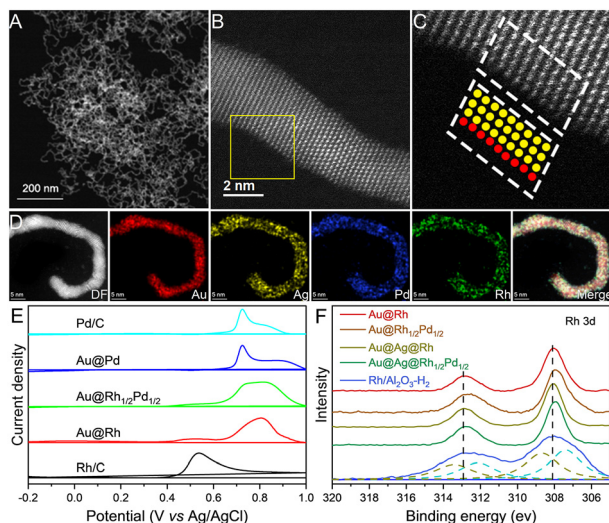 A
200 nm
B
2 nm
C
D
5 nm
DF
5 nm
Au
5 nm
Ag
5 nm
Pd
5 nm
Rh
5 nm
Merge
E
Pd/C
Au@Pd
Au@Rh1/2Pd1/2
Au@Rh
Rh/C
Current density
-0.2 0.0 0.2 0.4 0.6 0.8 1.0
Potential (V vs Ag/AgCl)
F
Rh 3d
Au@Rh
Au@Rh1/2Pd1/2
Au@Ag@Rh
Au@Ag@Rh1/2Pd1/2
Rh/Al2O3-H2
Intensity
320 318 316 314 312 310 308 306
Binding energy (ev)